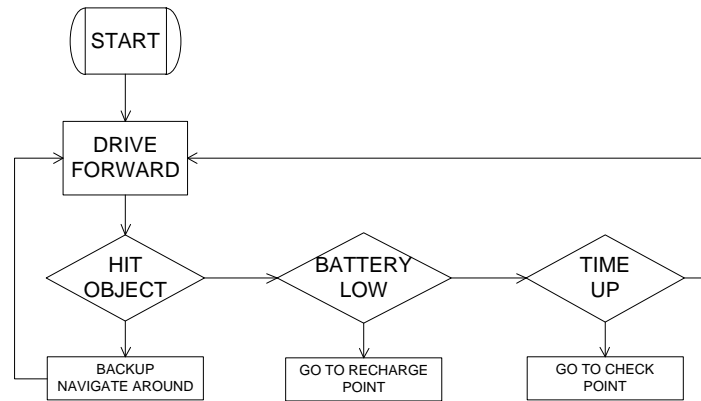 START
DRIVE
FORWARD
HIT
OBJECT
BATTERY
LOW
TIME
UP
BACKUP
NAVIGATE AROUND
GO TO RECHARGE
POINT
GO TO CHECK
POINT